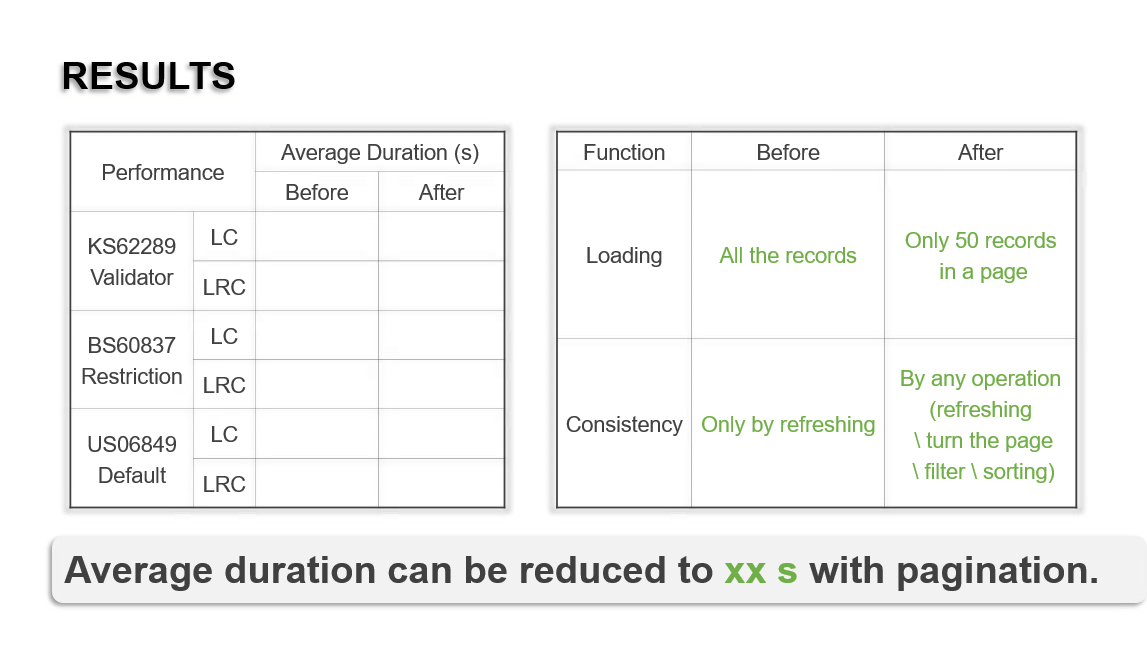 RESULTS
Performance
Average Duration (s)
Before
After
KS62289
Validator
LC
LRC
BS60837
Restriction
LC
LRC
US06849
Default
LC
LRC
Function
Before
After
Loading
All the records
Only 50 records
in a page
Consistency
Only by refreshing
By any operation
(refreshing
\ turn the page
\ filter \ sorting)
Average duration can be reduced to xx s with pagination.